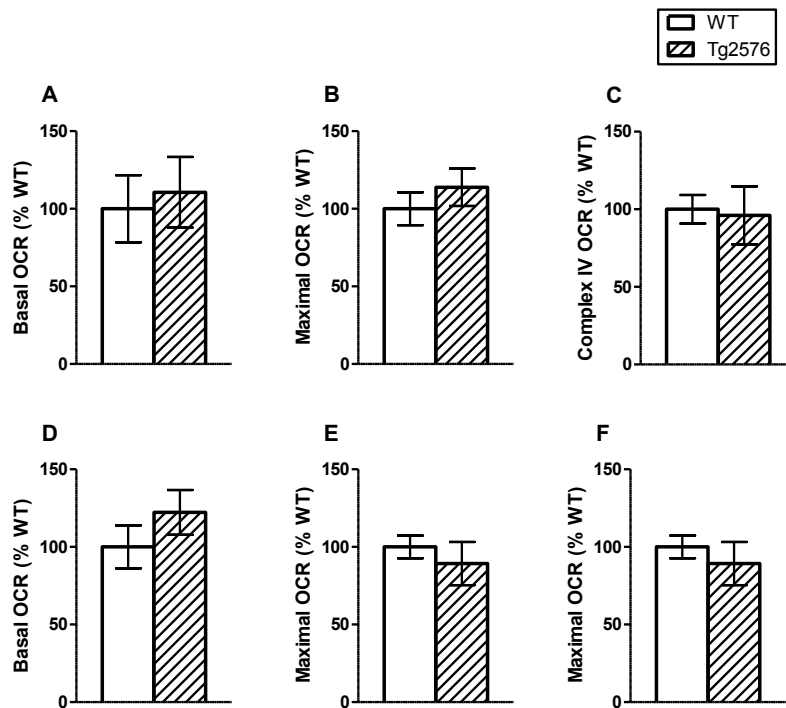 WT
Tg2576
A
Basal OCR (% WT)
150
100
50
0
B
Maximal OCR (% WT)
150
100
50
0
C
Complex IV OCR (% WT)
150
100
50
0
D
Basal OCR (% WT)
150
100
50
0
E
Maximal OCR (% WT)
150
100
50
0
F
Maximal OCR (% WT)
150
100
50
0